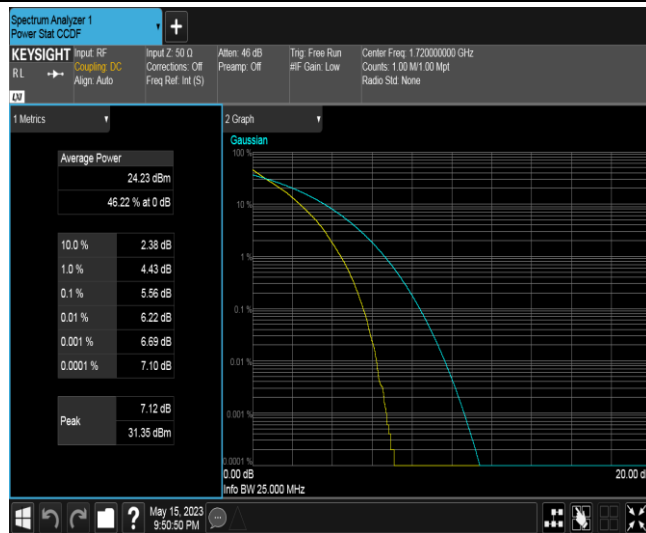 Spectrum Analyzer 1
Power Stat CCDF
+
KEYSIGHT
RL
LXI
Input: RF
Coupling: DC
Align: Auto
Input Z: 50 Ω
Corrections: Off
Freq Ref: Int (S)
Atten: 46 dB
Preamp: Off
Trig: Free Run
#IF Gain: Low
Center Freq: 1.720000000 GHz
Counts: 1.00 M/1.00 Mpt
Radio Std: None
1 Metrics
Average Power
24.23 dBm
46.22 % at 0 dB
10.0 % 2.38 dB
1.0 % 4.43 dB
0.1 % 5.56 dB
0.01 % 6.22 dB
0.001 % 6.69 dB
0.0001 % 7.10 dB
Peak
7.12 dB
31.35 dBm
2 Graph
Gaussian
100 %
10 %
1 %
0.1 %
0.01 %
0.001 %
0.0001 %
0.00 dB
20.00 d
Info BW 25.000 MHz
?
May 15, 2023
9:50:50 PM